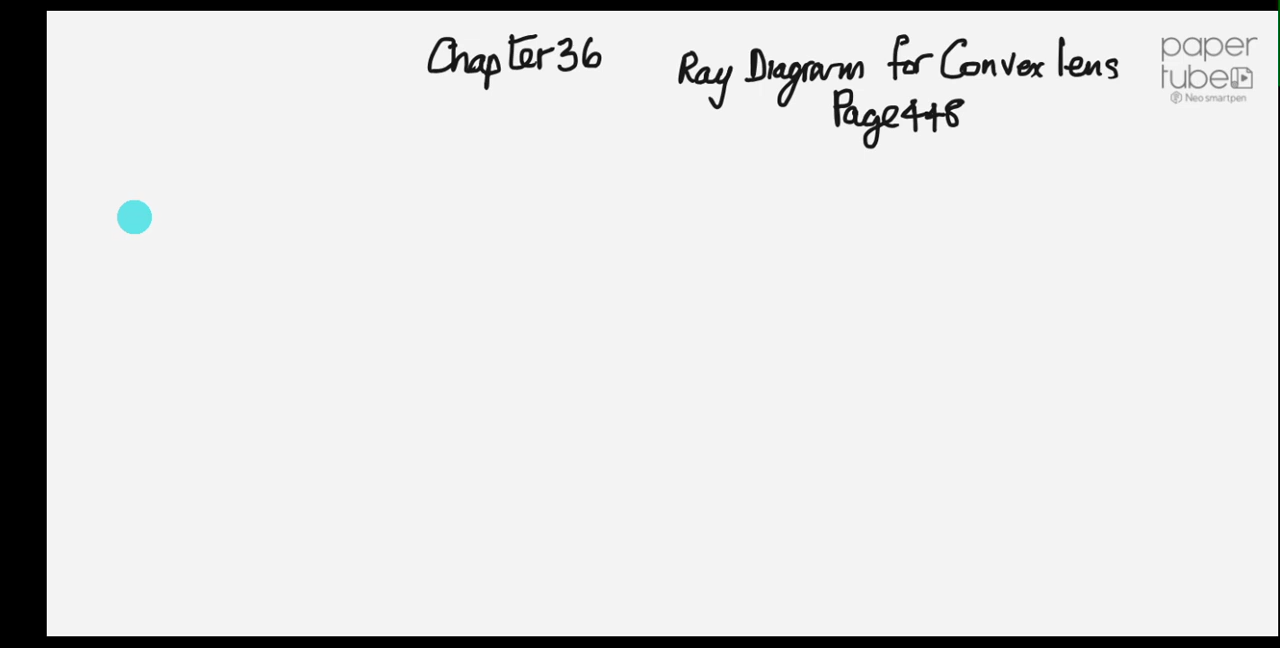 Chapter 36
Ray Diagram for Convex lens
Page 448
paper
tube
Neo smartpen